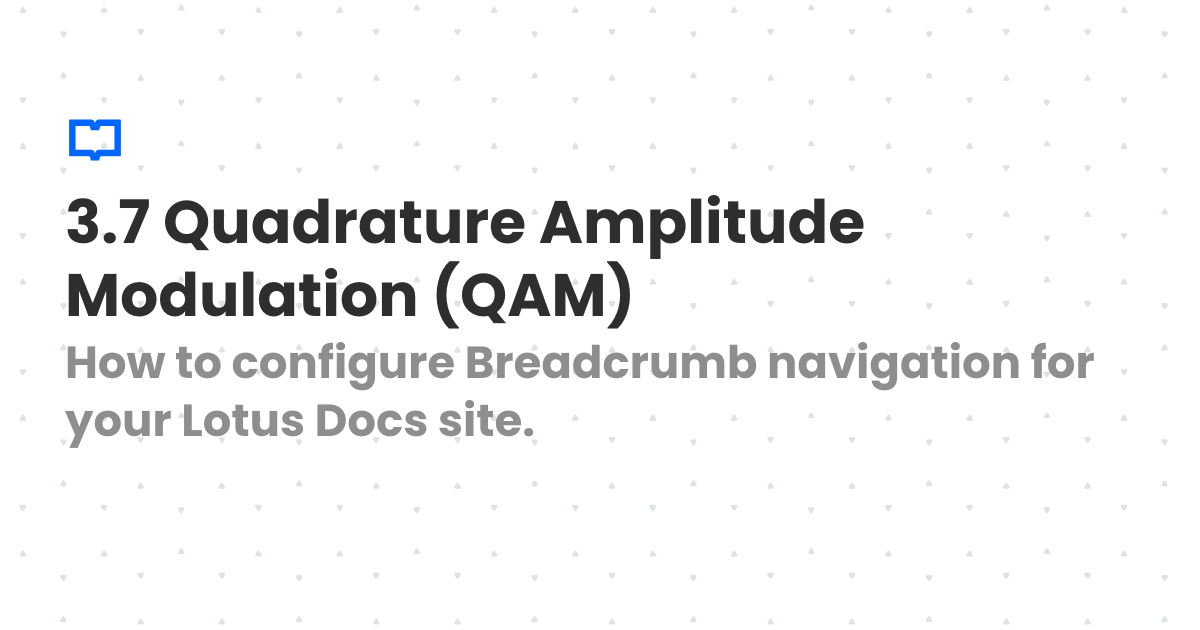 3.7 Quadrature Amplitude
Modulation (QAM)
How to configure Breadcrumb navigation for
your Lotus Docs site.